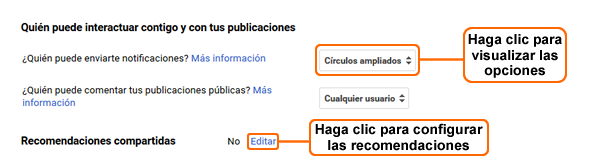 Quién puede interactuar contigo y con tus publicaciones
¿Quién puede enviarte notificaciones? Más información
Círculos ampliados
Haga clic para
visualizar las
opciones
¿Quién puede comentar tus publicaciones públicas? Más
información
Cualquier usuario
Recomendaciones compartidas
No Editar
Haga clic para configurar
las recomendaciones